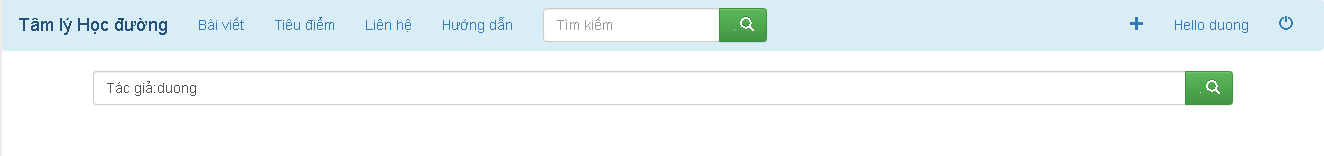 Tâm lý Học đường Bài viết Tiêu điểm Liên hệ Hướng dẫn Tìm kiếm . Hello duong
Tác giả:duong .